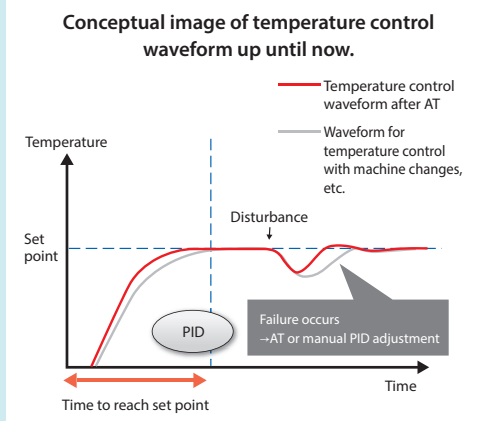 Conceptual image of temperature control
waveform up until now.
Temperature control
waveform after AT
Waveform for
temperature control
with machine changes,
etc.
Temperature
Disturbance
Set
point
Failure occurs
→AT or manual PID adjustment
PID
Time
Time to reach set point